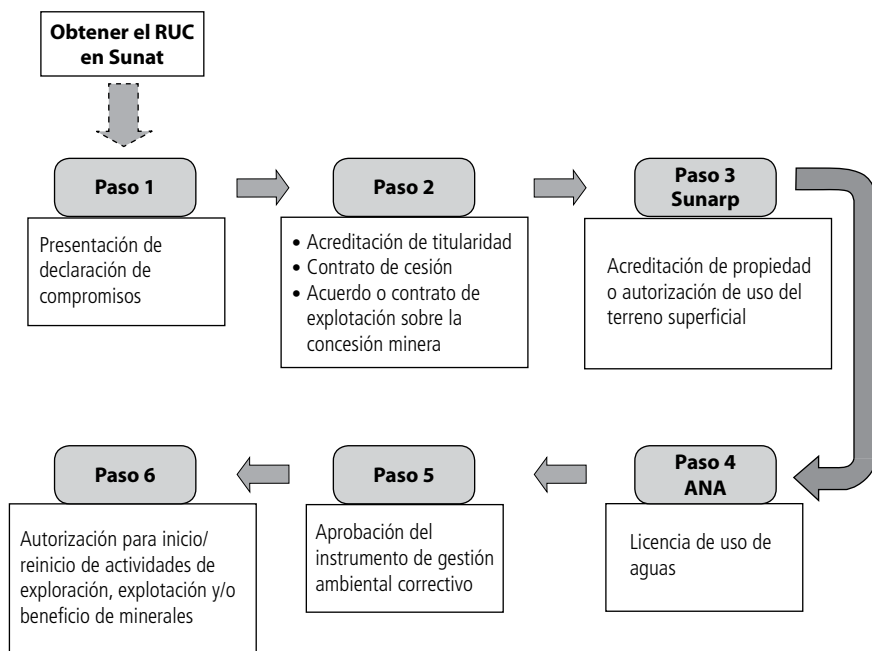 Obtener el RUC
en Sunat
Paso 1
Presentación de
declaración de
compromisos
Paso 2
• Acreditación de titularidad
• Contrato de cesión
• Acuerdo o contrato de
explotación sobre la
concesión minera
Paso 3
Sunarp
Acreditación de propiedad
o autorización de uso del
terreno superficial
Paso 4
ANA
Licencia de uso de
aguas
Paso 5
Aprobación del
instrumento de gestión
ambiental correctivo
Paso 6
Autorización para inicio/
reinicio de actividades de
exploración, explotación y/o
beneficio de minerales